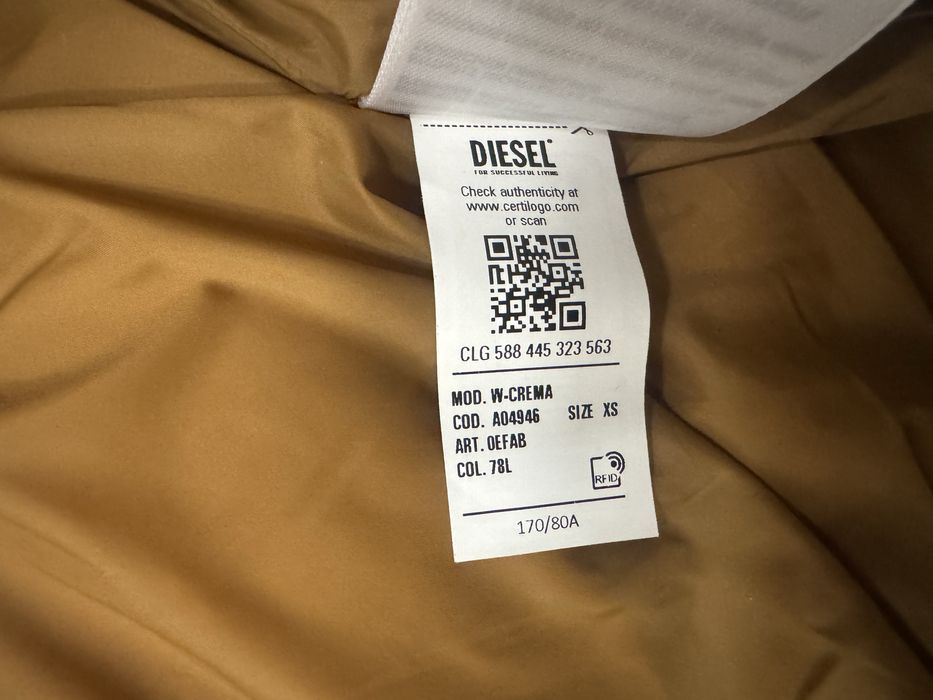 DIESEL
FOR SUCCESSFUL LIVING
Check authenticity at
www.certilogo.com
or scan
CLG 588 445 323 563
MOD. W-CREMA
COD. A04946 SIZE XS
ART. 0EFAB
COL. 78L
RFID
170/80A